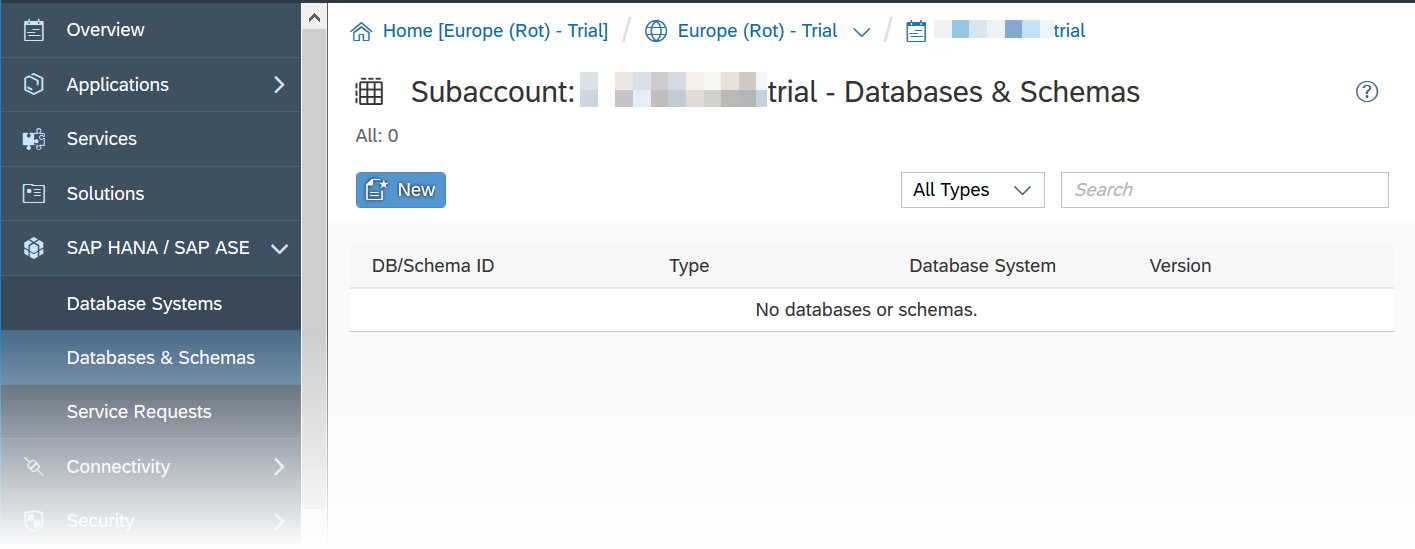 Overview
Applications
Services
Solutions
SAP HANA / SAP ASE
Database Systems
Databases & Schemas
Service Requests
Connectivity
Security
Home [Europe (Rot) - Trial] / Europe (Rot) - Trial / trial
Subaccount: trial - Databases & Schemas
All: 0
New
All Types
Search
DB/Schema ID Type Database System Version
No databases or schemas.